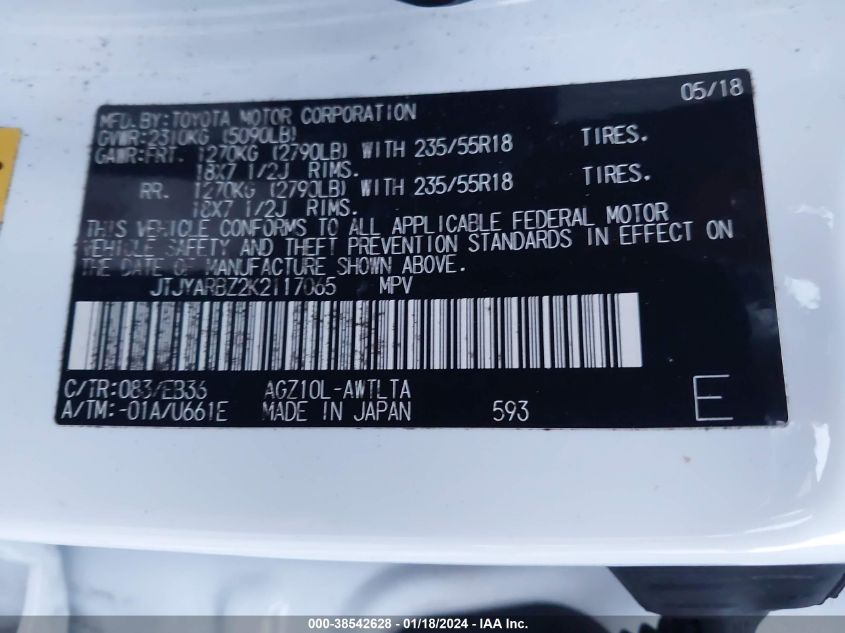 MFD. BY: TOYOTA MOTOR CORPORATION 05/18
GVWR: 2310KG (5090LB)
GAWR: FRT. 1270KG (2790LB) WITH 235/55R18 TIRES.
18X7 1/2J RIMS.
RR. 1270KG (2790LB) WITH 235/55R18 TIRES.
18X7 1/2J RIMS.
THIS VEHICLE CONFORMS TO ALL APPLICABLE FEDERAL MOTOR
VEHICLE SAFETY AND THEFT PREVENTION STANDARDS IN EFFECT ON
THE DATE OF MANUFACTURE SHOWN ABOVE.
JTJYARBZ2K2117065 MPV
C/TR: 083/EB36 AGZ10L-AWTLTA
A/TM: -01A/U661E MADE IN JAPAN 593 E
000-38542628 - 01/18/2024 - IAA Inc.